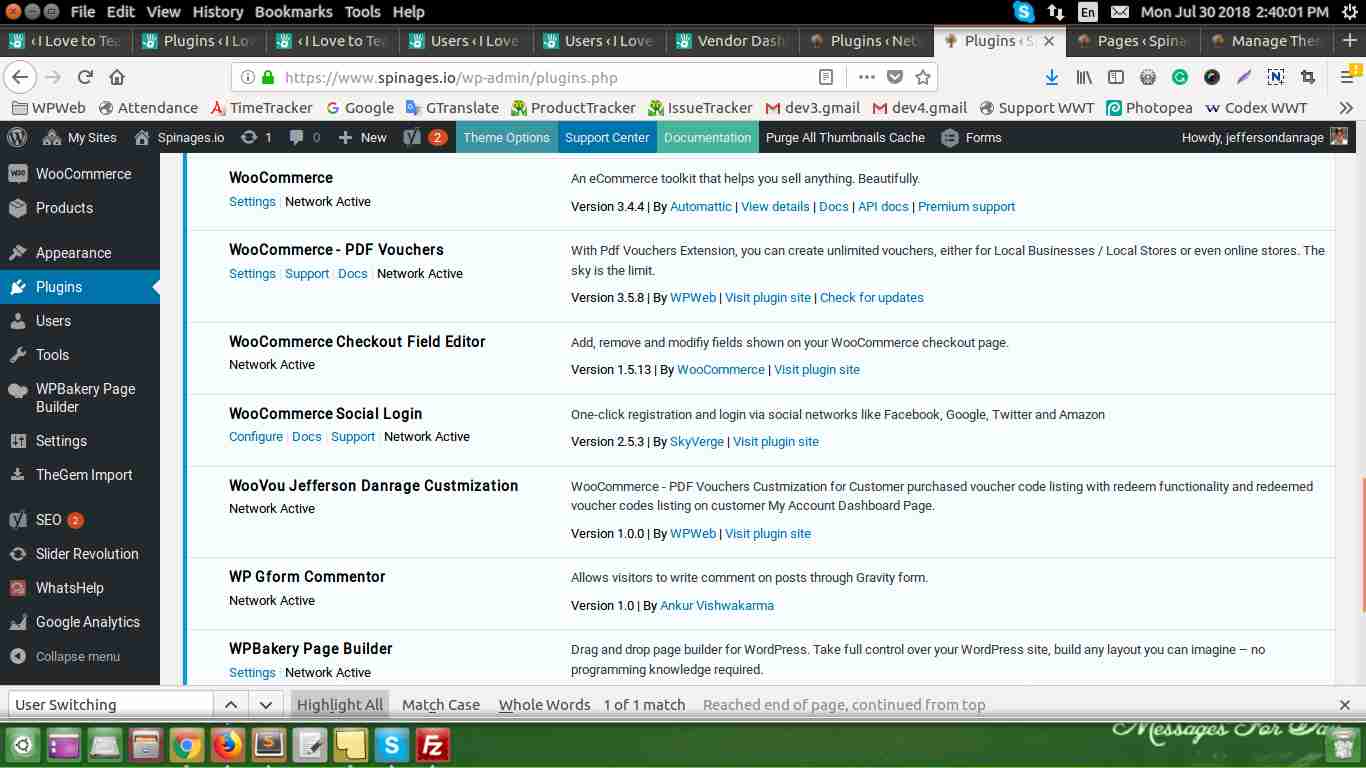 File Edit View History Bookmarks Tools Help
En Mon Jul 30 2018 2:40:01 PM
‹ I Love to Tea Plugins ‹ I Lov ‹ I Love to Tea Users ‹ I Love Users ‹ I Love Vendor Dash Plugins ‹ Net Plugins ‹ S Pages ‹ Spina Manage The
https://www.spinages.io/wp-admin/plugins.php
WPWeb Attendance TimeTracker Google GTranslate ProductTracker IssueTracker dev3.gmail dev4.gmail Support WWT Photopea Codex WWT
My Sites Spinages.io 1 0 New 2 Theme Options Support Center Documentation Purge All Thumbnails Cache Forms Howdy, jeffersondanrage
WooCommerce
Products
Appearance
Plugins
Users
Tools
WPBakery Page
Builder
Settings
TheGem Import
SEO 2
Slider Revolution
WhatsHelp
Google Analytics
Collapse menu
WooCommerce
Settings | Network Active
An eCommerce toolkit that helps you sell anything. Beautifully.
Version 3.4.4 | By Automattic | View details | Docs | API docs | Premium support
WooCommerce - PDF Vouchers
Settings | Support | Docs | Network Active
With Pdf Vouchers Extension, you can create unlimited vouchers, either for Local Businesses / Local Stores or even online stores. The
sky is the limit.
Version 3.5.8 | By WPWeb | Visit plugin site | Check for updates
WooCommerce Checkout Field Editor
Network Active
Add, remove and modifiy fields shown on your WooCommerce checkout page.
Version 1.5.13 | By WooCommerce | Visit plugin site
WooCommerce Social Login
Configure | Docs | Support | Network Active
One-click registration and login via social networks like Facebook, Google, Twitter and Amazon
Version 2.5.3 | By SkyVerge | Visit plugin site
WooVou Jefferson Danrage Custmization
Network Active
WooCommerce - PDF Vouchers Custmization for Customer purchased voucher code listing with redeem functionality and redeemed
voucher codes listing on customer My Account Dashboard Page.
Version 1.0.0 | By WPWeb | Visit plugin site
WP Gform Commentor
Network Active
Allows visitors to write comment on posts through Gravity form.
Version 1.0 | By Ankur Vishwakarma
WPBakery Page Builder
Settings | Network Active
Drag and drop page builder for WordPress. Take full control over your WordPress site, build any layout you can imagine – no
programming knowledge required.
User Switching Highlight All Match Case Whole Words 1 of 1 match Reached end of page, continued from top
Messages For Day